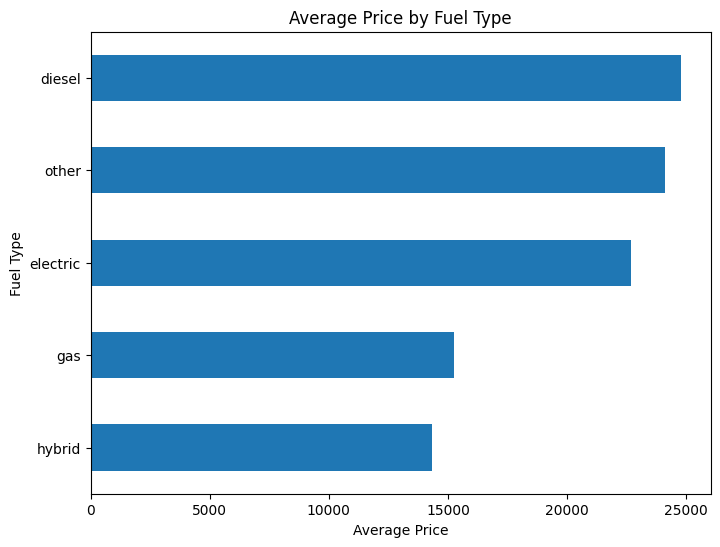 Average Price by Fuel Type
diesel
other
electric
gas
hybrid
Fuel Type
0 5000 10000 15000 20000 25000
Average Price